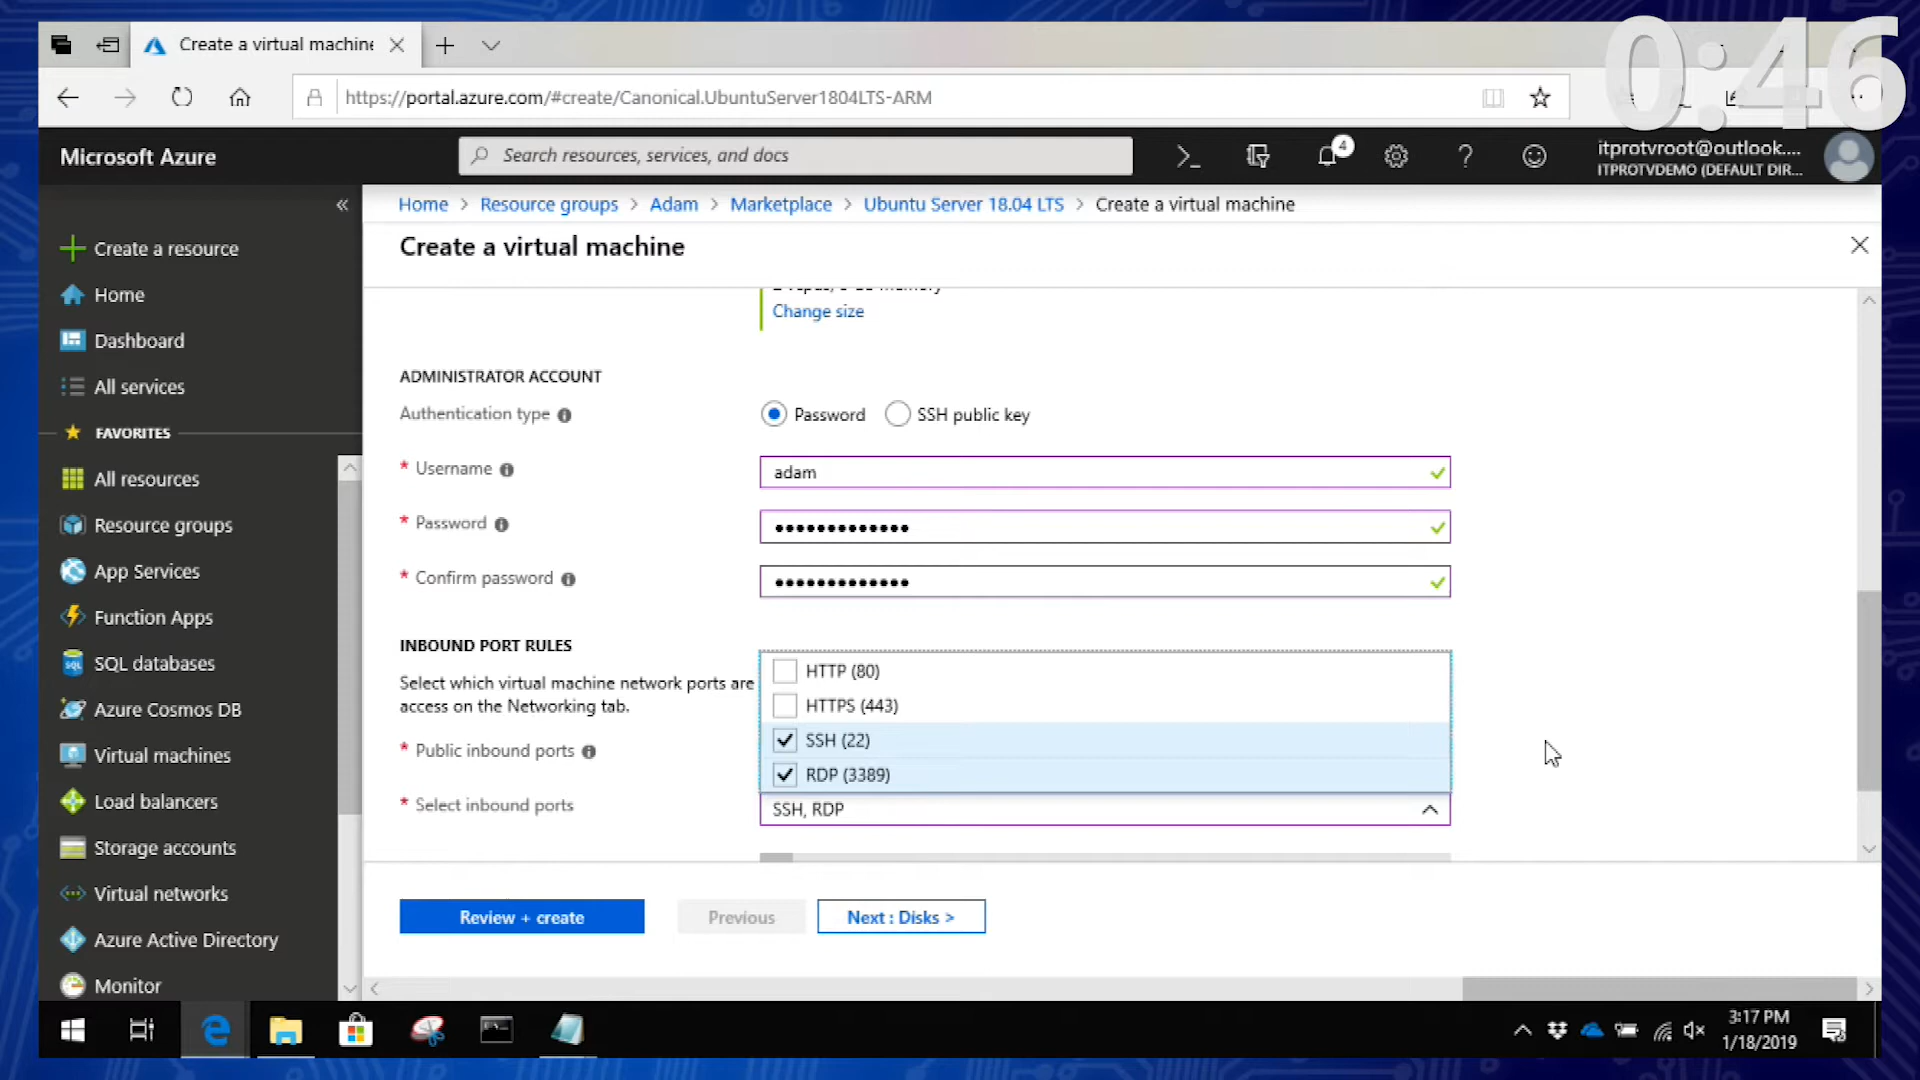 0:46
Create a virtual machine
https://portal.azure.com/#create/Canonical.UbuntuServer1804LTS-ARM
Microsoft Azure
Search resources, services, and docs
4
itprotvroot@outlook....
ITPROTVDEMO (DEFAULT DIR...
Home > Resource groups > Adam > Marketplace > Ubuntu Server 18.04 LTS > Create a virtual machine
Create a virtual machine
Create a resource
Home
Dashboard
All services
FAVORITES
All resources
Resource groups
App Services
Function Apps
SQL
SQL databases
Azure Cosmos DB
Virtual machines
Load balancers
Storage accounts
Virtual networks
Azure Active Directory
Monitor
Change size
ADMINISTRATOR ACCOUNT
Authentication type
Password
SSH public key
* Username
adam
* Password
•••••••••••••
* Confirm password
•••••••••••••
INBOUND PORT RULES
Select which virtual machine network ports are
access on the Networking tab.
HTTP (80)
HTTPS (443)
SSH (22)
RDP (3389)
* Public inbound ports
* Select inbound ports
SSH, RDP
Review + create
Previous
Next : Disks >
3:17 PM
1/18/2019